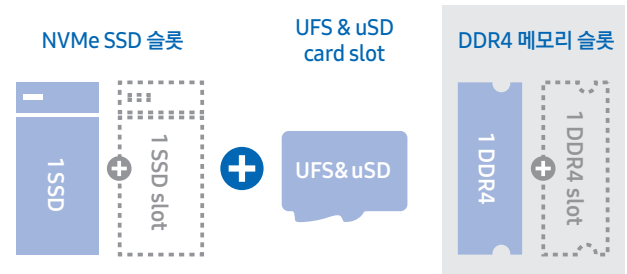 NVMe SSD 슬롯
1 SSD
1 SSD slot
UFS & uSD
card slot
UFS&uSD
DDR4 메모리 슬롯
1 DDR4
1 DDR4 slot